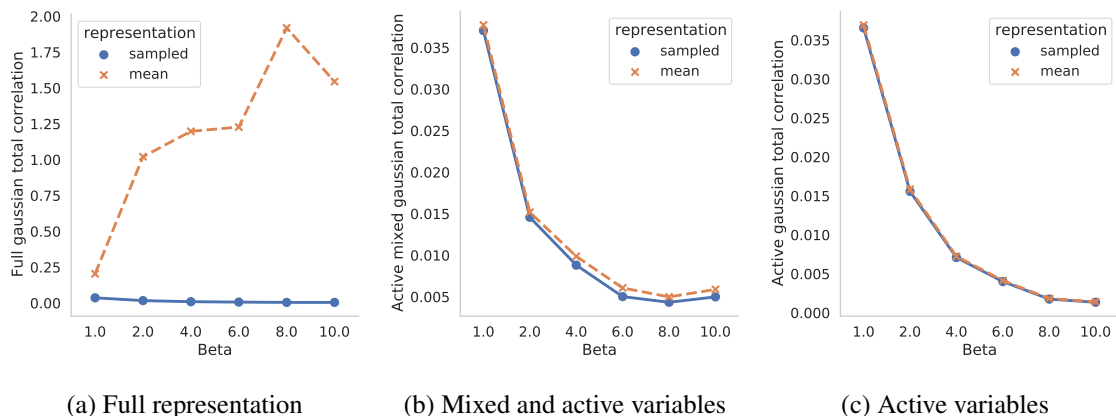 Full gaussian total correlation
2.00
1.75
1.50
1.25
1.00
0.75
0.50
0.25
0.00
representation
sampled
mean
1.0 2.0 4.0 6.0 8.0 10.0
Beta
(a) Full representation
Active mixed gaussian total correlation
0.035
0.030
0.025
0.020
0.015
0.010
0.005
representation
sampled
mean
1.0 2.0 4.0 6.0 8.0 10.0
Beta
(b) Mixed and active variables
Active gaussian total correlation
0.035
0.030
0.025
0.020
0.015
0.010
0.005
0.000
representation
sampled
mean
1.0 2.0 4.0 6.0 8.0 10.0
Beta
(c) Active variables